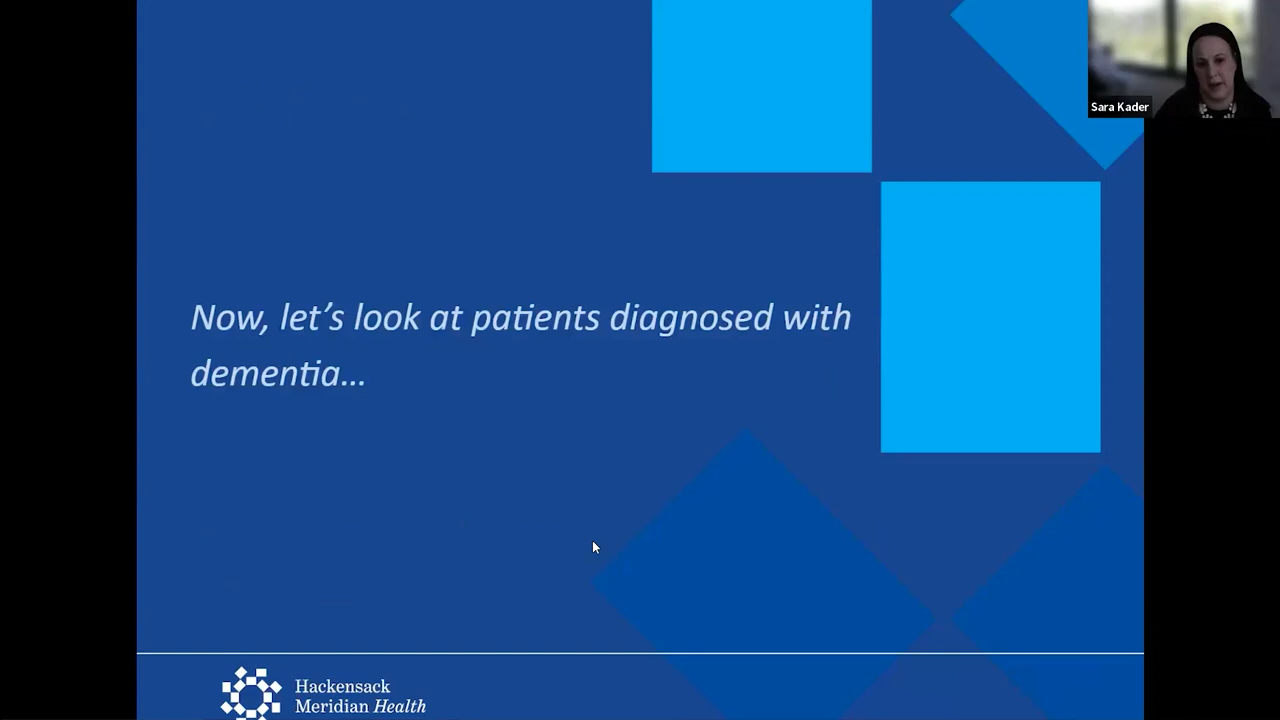 Sara Kader
Now, let's look at patients diagnosed with
dementia...
Hackensack
Meridian Health